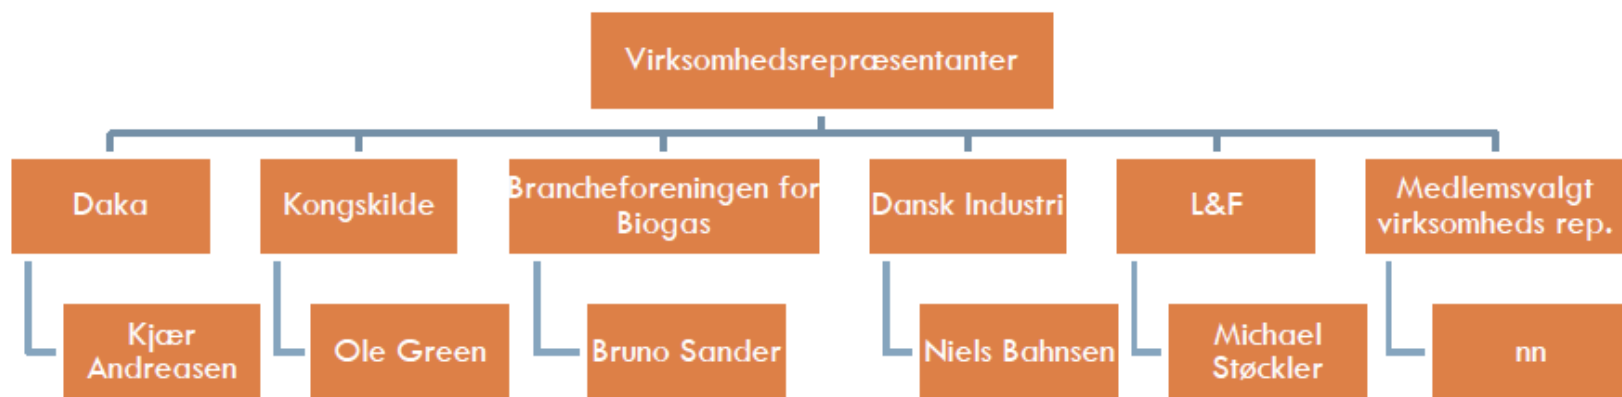 Virksomhedsrepræsentanter
Daka
Kongskilde
Brancheforeningen for
Biogas
Dansk Industri
L&F
Medlemsvalgt
virksomheds rep.
Kjær
Andreasen
Ole Green
Bruno Sander
Niels Bahnsen
Michael
Støckler
nn